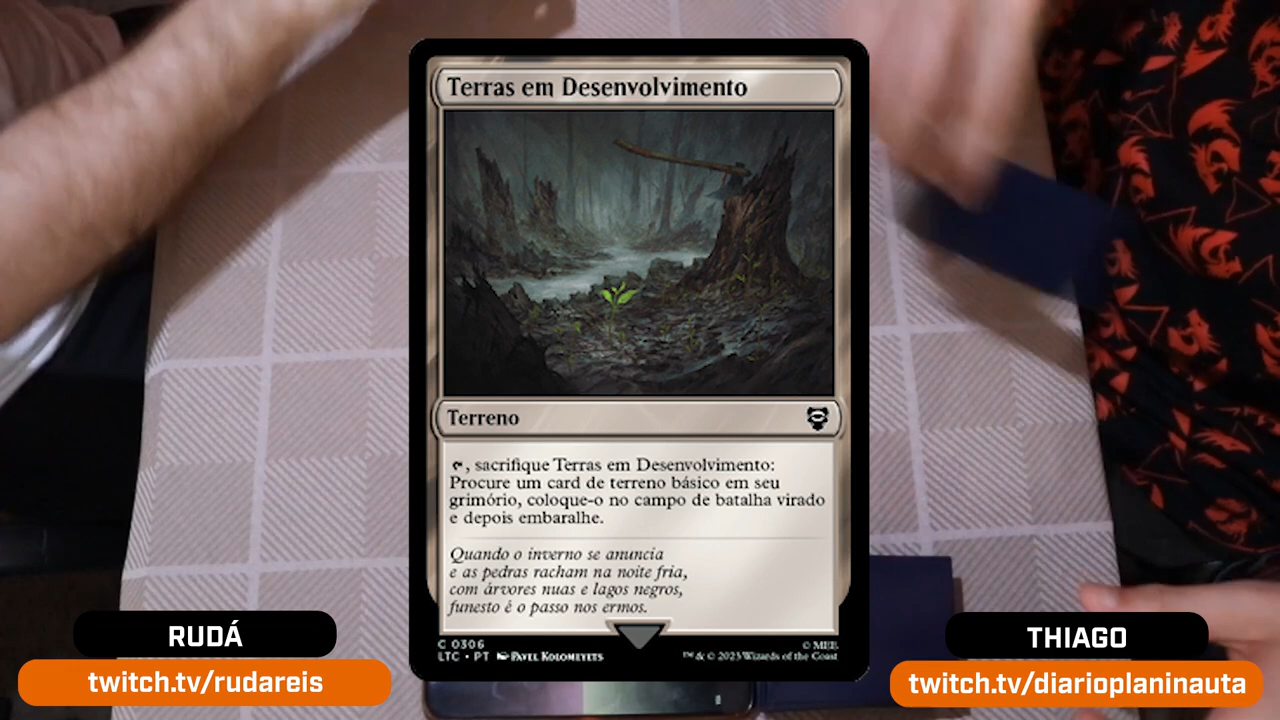 Terras em Desenvolvimento
Terreno
, sacrifique Terras em Desenvolvimento:
Procure um card de terreno básico em seu
grimório, coloque-o no campo de batalha virado
e depois embaralhe.
Quando o inverno se anuncia
e as pedras racham na noite fria,
com árvores nuas e lagos negros,
funesto é o passo nos ermos.
C 0306
LTC • PT Pavel Kolomeyets
© MEE
™ & © 2023 Wizards of the Coast
RUDÁ
twitch.tv/rudareis
THIAGO
twitch.tv/diarioplaninauta